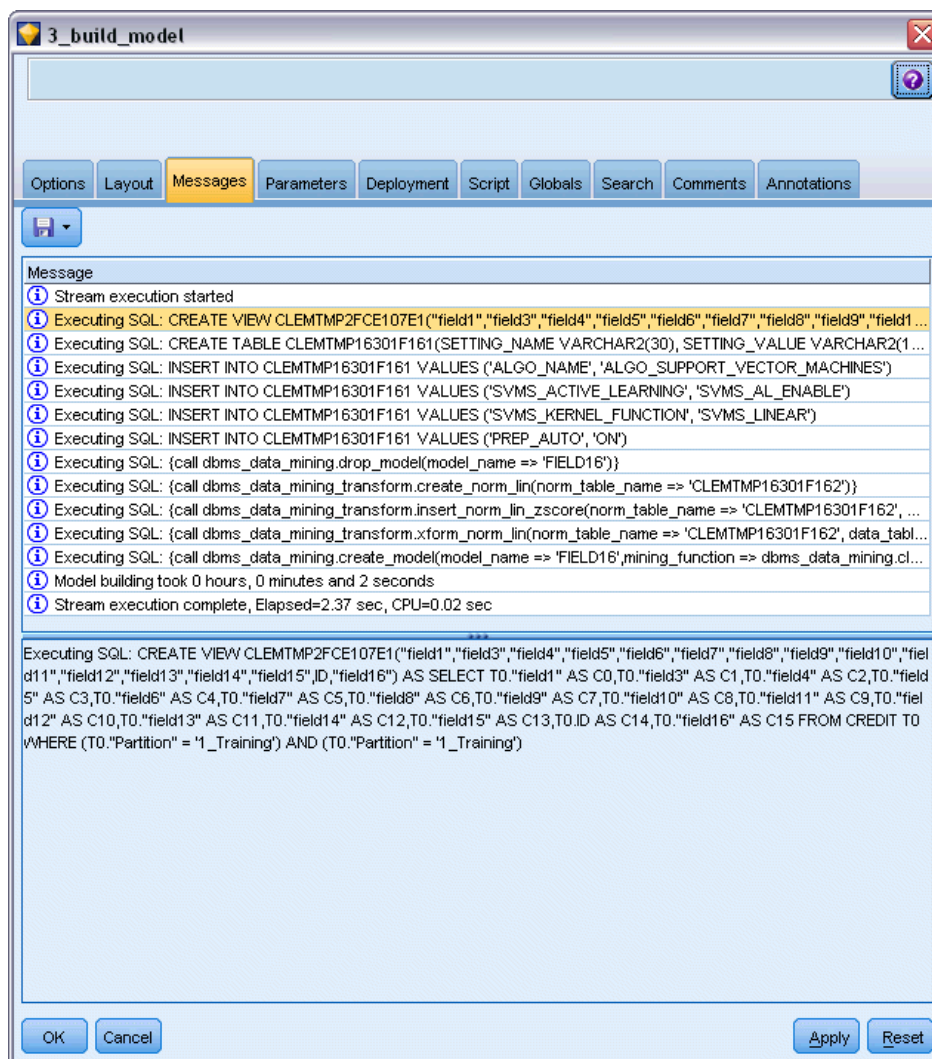 3_build_model
Options Layout Messages Parameters Deployment Script Globals Search Comments Annotations
Message
Stream execution started
Executing SQL: CREATE VIEW CLEMTMP2FCE107E1("field1","field3","field4","field5","field6","field7","field8","field9","field1...
Executing SQL: CREATE TABLE CLEMTMP16301F161(SETTING_NAME VARCHAR2(30), SETTING_VALUE VARCHAR2(1...
Executing SQL: INSERT INTO CLEMTMP16301F161 VALUES ('ALGO_NAME', 'ALGO_SUPPORT_VECTOR_MACHINES')
Executing SQL: INSERT INTO CLEMTMP16301F161 VALUES ('SVMS_ACTIVE_LEARNING', 'SVMS_AL_ENABLE')
Executing SQL: INSERT INTO CLEMTMP16301F161 VALUES ('SVMS_KERNEL_FUNCTION', 'SVMS_LINEAR')
Executing SQL: INSERT INTO CLEMTMP16301F161 VALUES ('PREP_AUTO', 'ON')
Executing SQL: {call dbms_data_mining.drop_model(model_name => 'FIELD16')}
Executing SQL: {call dbms_data_mining_transform.create_norm_lin(norm_table_name => 'CLEMTMP16301F162')}
Executing SQL: {call dbms_data_mining_transform.insert_norm_lin_zscore(norm_table_name => 'CLEMTMP16301F162', ...
Executing SQL: {call dbms_data_mining_transform.xform_norm_lin(norm_table_name => 'CLEMTMP16301F162', data_tabl...
Executing SQL: {call dbms_data_mining.create_model(model_name => 'FIELD16',mining_function => dbms_data_mining.cl...
Model building took 0 hours, 0 minutes and 2 seconds
Stream execution complete, Elapsed=2.37 sec, CPU=0.02 sec
Executing SQL: CREATE VIEW CLEMTMP2FCE107E1("field1","field3","field4","field5","field6","field7","field8","field9","field10","fiel
d11","field12","field13","field14","field15",ID,"field16") AS SELECT T0."field1" AS C0,T0."field3" AS C1,T0."field4" AS C2,T0."field
5" AS C3,T0."field6" AS C4,T0."field7" AS C5,T0."field8" AS C6,T0."field9" AS C7,T0."field10" AS C8,T0."field11" AS C9,T0."fiel
d12" AS C10,T0."field13" AS C11,T0."field14" AS C12,T0."field15" AS C13,T0.ID AS C14,T0."field16" AS C15 FROM CREDIT T0
WHERE (T0."Partition" = '1_Training') AND (T0."Partition" = '1_Training')
OK Cancel Apply Reset